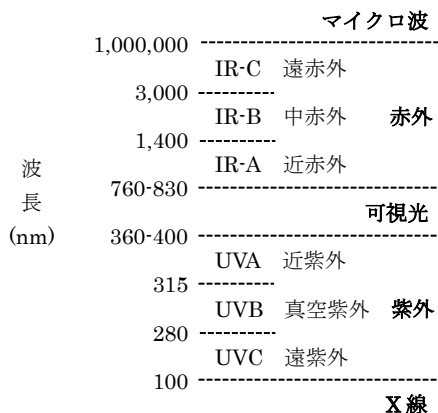 マイクロ波
1,000,000
IR-C 遠赤外
3,000
IR-B 中赤外 赤外
1,400
IR-A 近赤外
760-830
可視光
360-400
UVA 近紫外
315
UVB 真空紫外 紫外
280
UVC 遠紫外
100
X線
波
長
(nm)